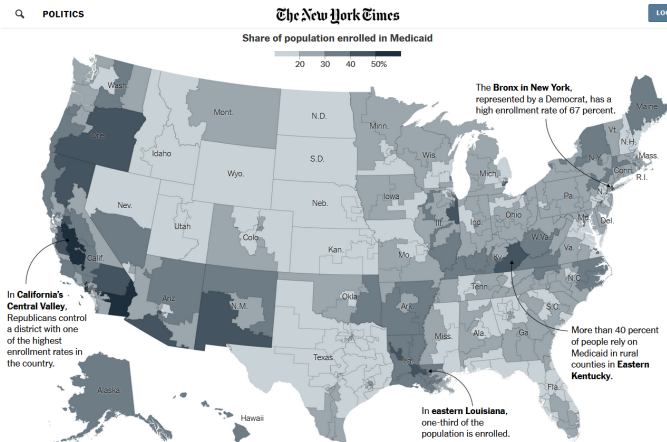 POLITICS
The New York Times
LO
Share of population enrolled in Medicaid
20 30 40 50%
The Bronx in New York,
represented by a Democrat, has a
high enrollment rate of 67 percent.
Wash.
Mont.
N.D.
Minn.
Maine
Ore.
Idaho
S.D.
Wis.
Vt.
N.H.
Wyo.
Mich.
N.Y.
Mass.
Conn.
R.I.
Nev.
Neb.
Iowa
Pa.
N.J.
Utah
Colo.
Ill.
Ind.
Ohio
Md.
Del.
Calif.
Kan.
Mo.
Ky.
W.Va.
Va.
In California's
Central Valley,
Republicans control
a district with one
of the highest
enrollment rates in
the country.
Ariz.
N.M.
Okla.
Ark.
Tenn.
N.C.
S.C.
Texas
Miss.
Ala.
Ga.
More than 40 percent
of people rely on
Medicaid in rural
counties in Eastern
Kentucky.
Alaska
Hawaii
Fla.
In eastern Louisiana,
one-third of the
population is enrolled.